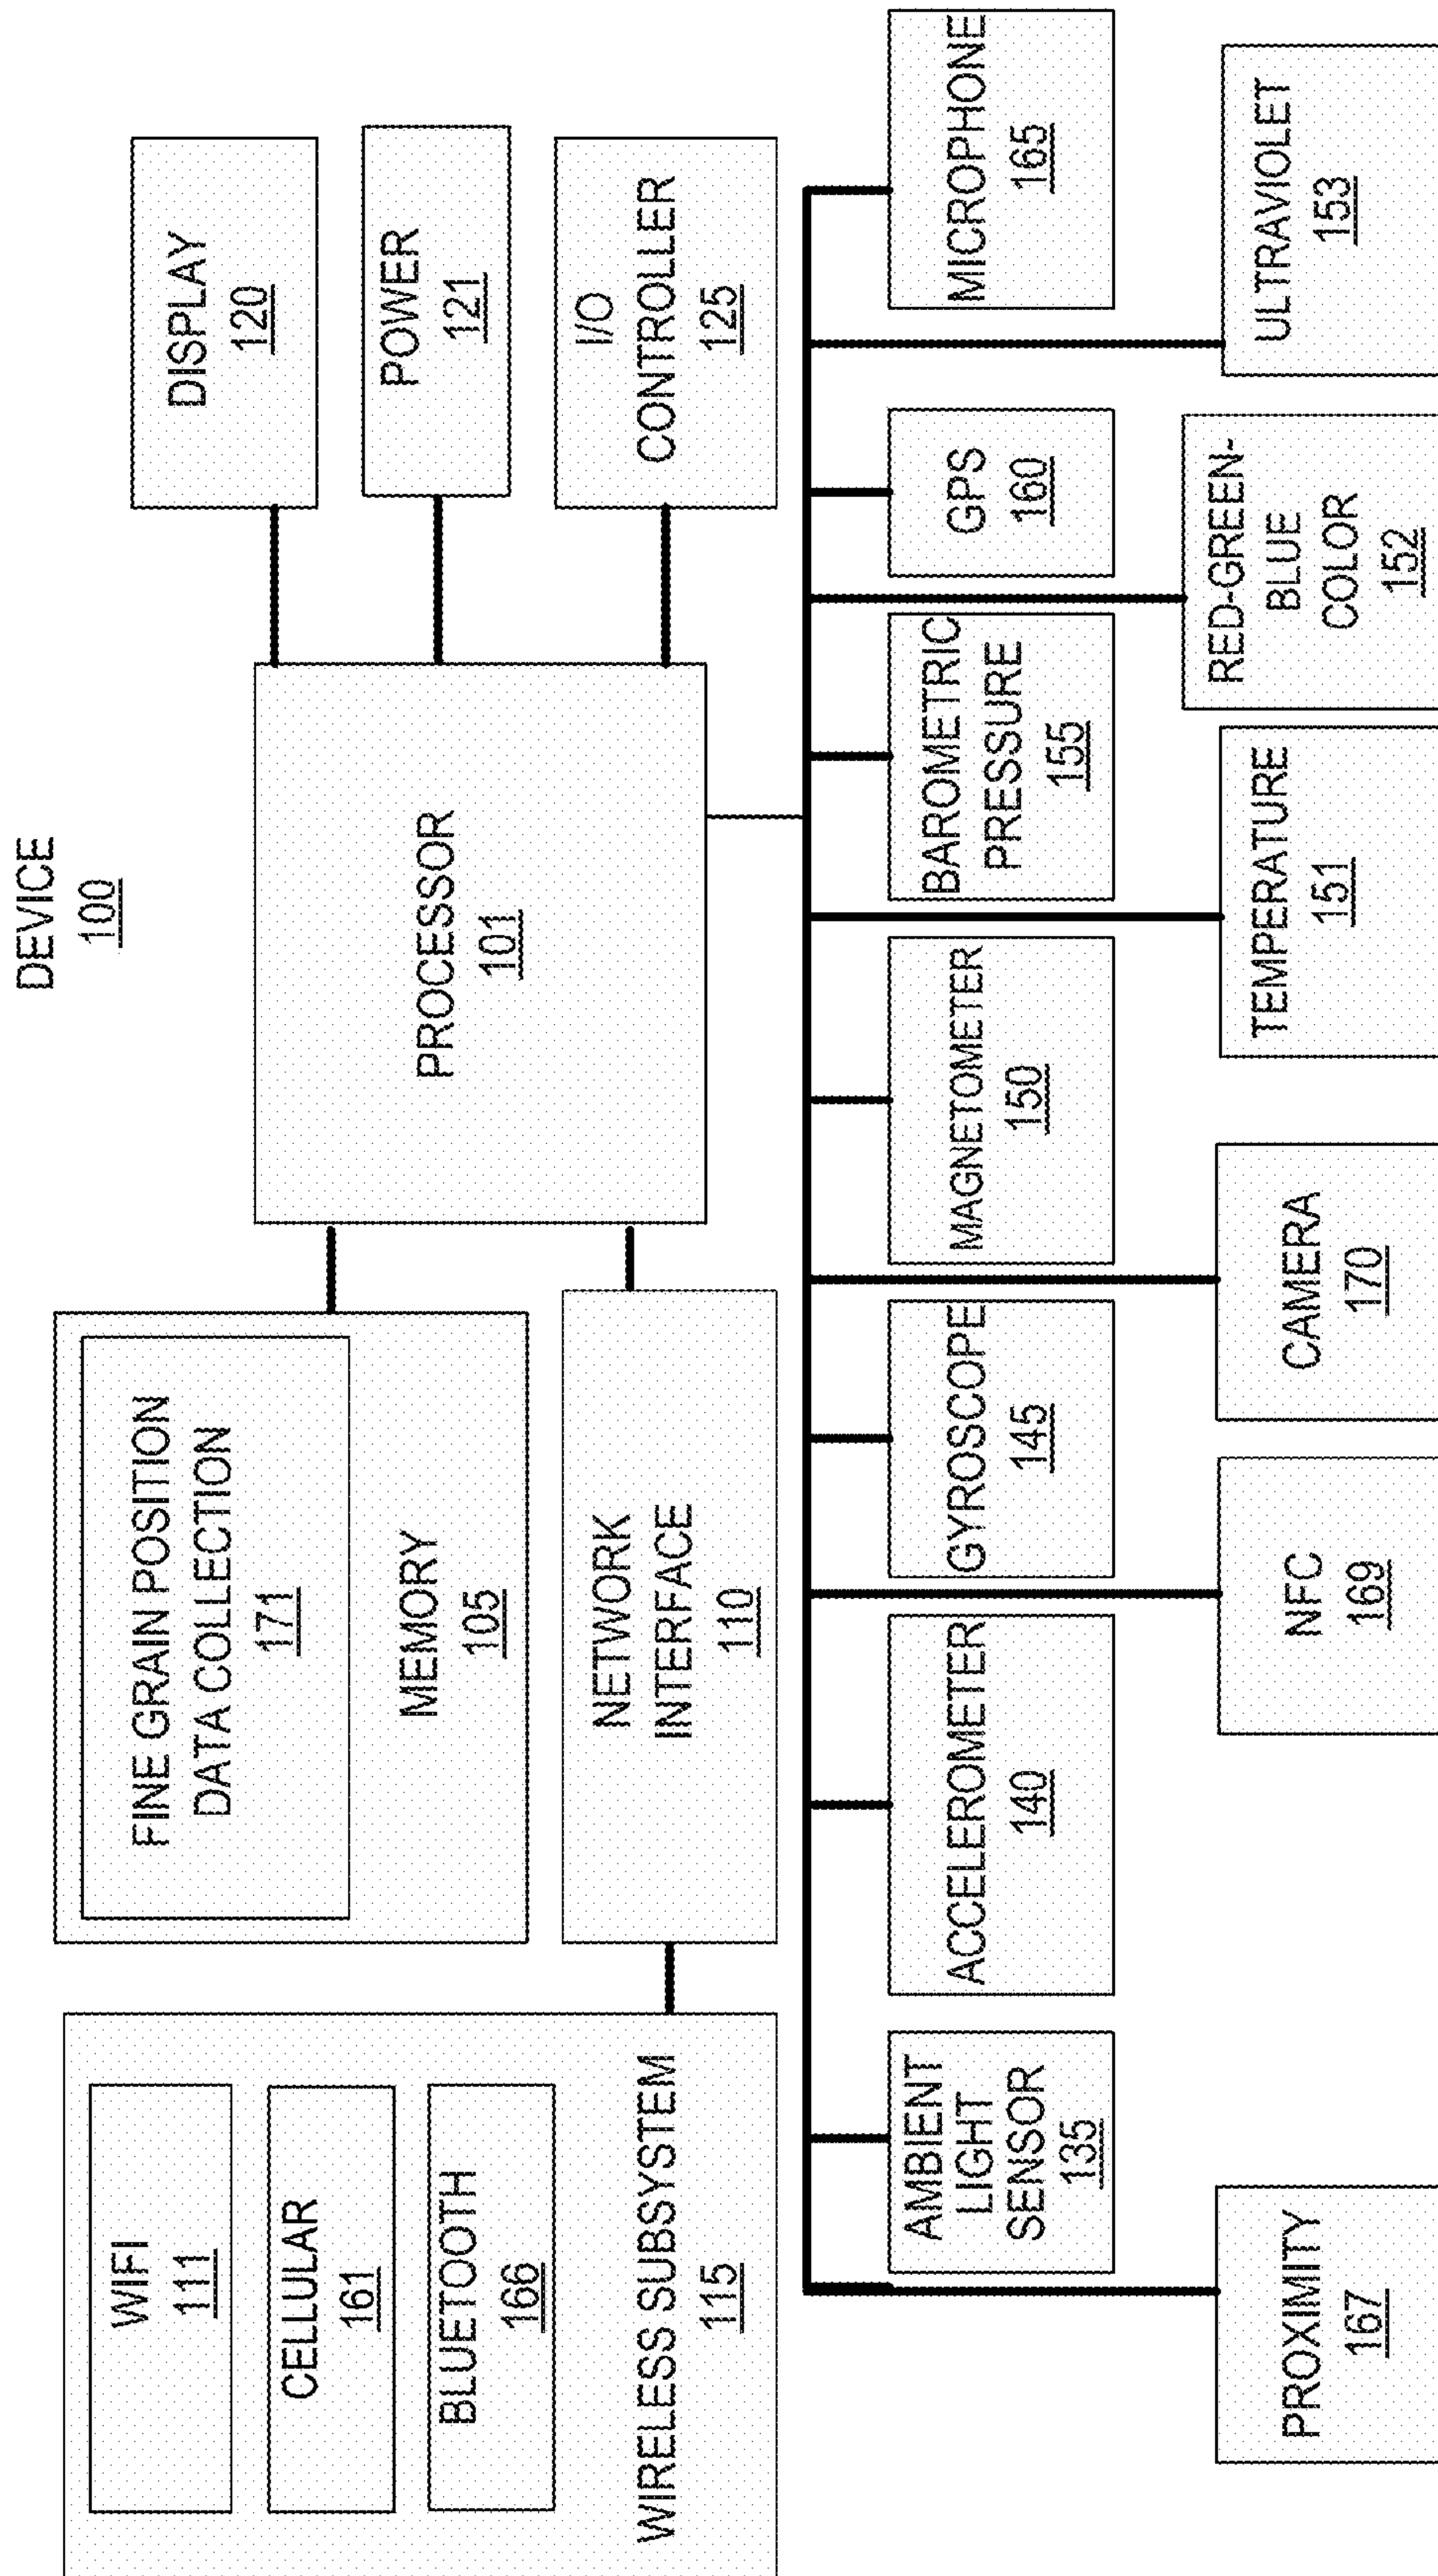 DEVICE
100
WIFI
111
CELLULAR
161
BLUETOOTH
166
WIRELESS SUBSYSTEM
115
FINE GRAIN POSITION
DATA COLLECTION
171
MEMORY
105
NETWORK
INTERFACE
110
PROCESSOR
101
DISPLAY
120
POWER
121
I/O
CONTROLLER
125
AMBIENT
LIGHT
SENSOR
135
ACCELEROMETER
140
GYROSCOPE
145
MAGNETOMETER
150
BAROMETRIC
PRESSURE
155
GPS
160
MICROPHONE
165
PROXIMITY
167
NFC
169
CAMERA
170
TEMPERATURE
151
RED-GREEN-
BLUE
COLOR
152
ULTRAVIOLET
153